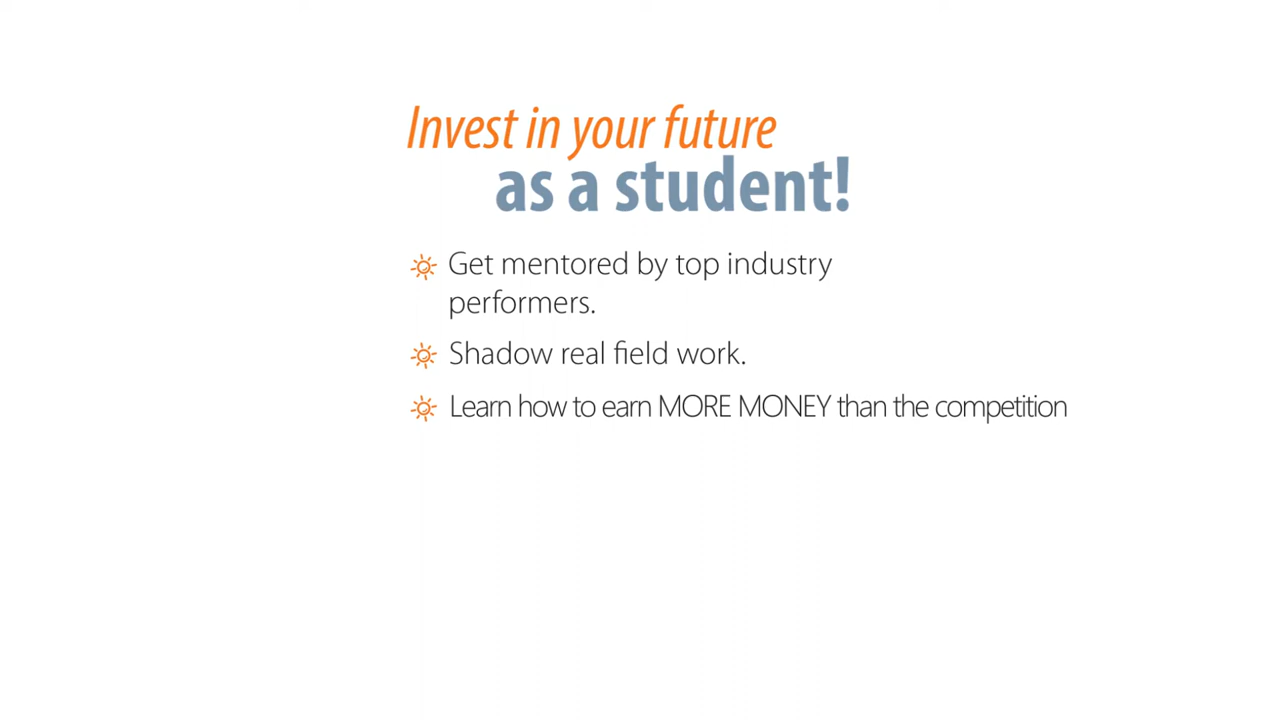 Invest in your future
as a student!
Get mentored by top industry
performers.
Shadow real field work.
Learn how to earn MORE MONEY than the competition